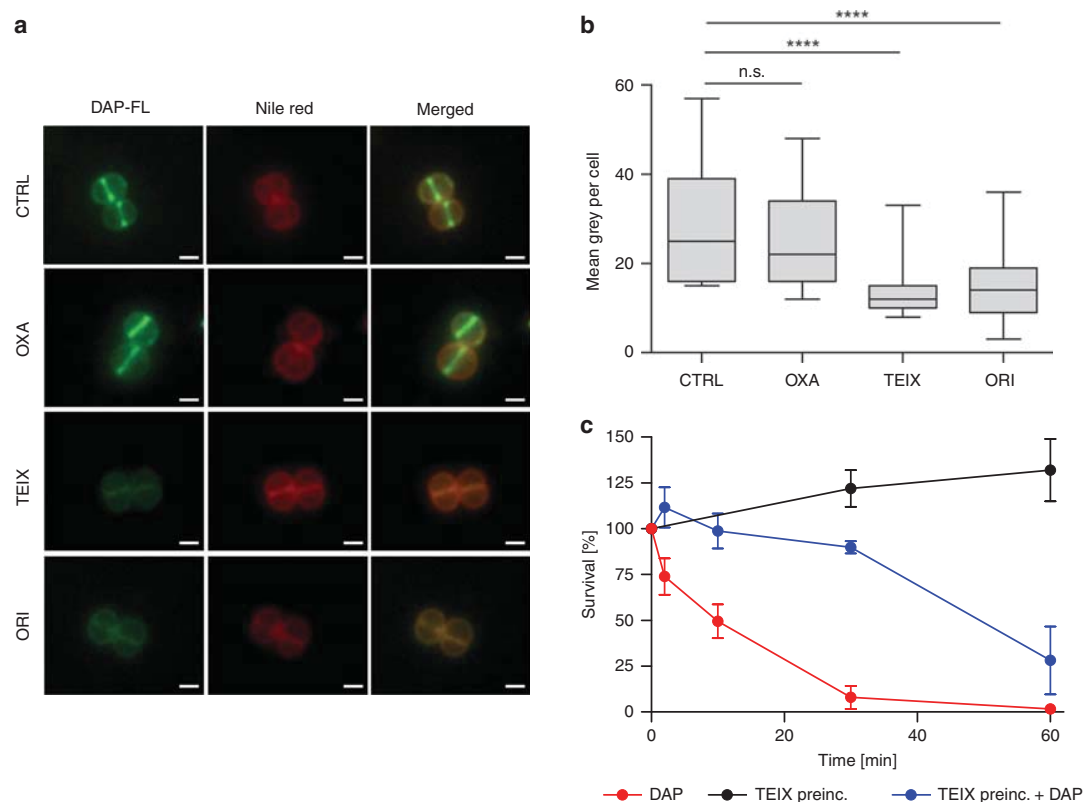 a
DAP-FL Nile red Merged
CTRL
OXA
TEIX
ORI
b
****
****
n.s.
Mean grey per cell
60
40
20
0
CTRL OXA TEIX ORI
c
Survival [%]
150
125
100
75
50
25
0
0 20 40 60
Time [min]
DAP TEIX preinc. TEIX preinc. + DAP